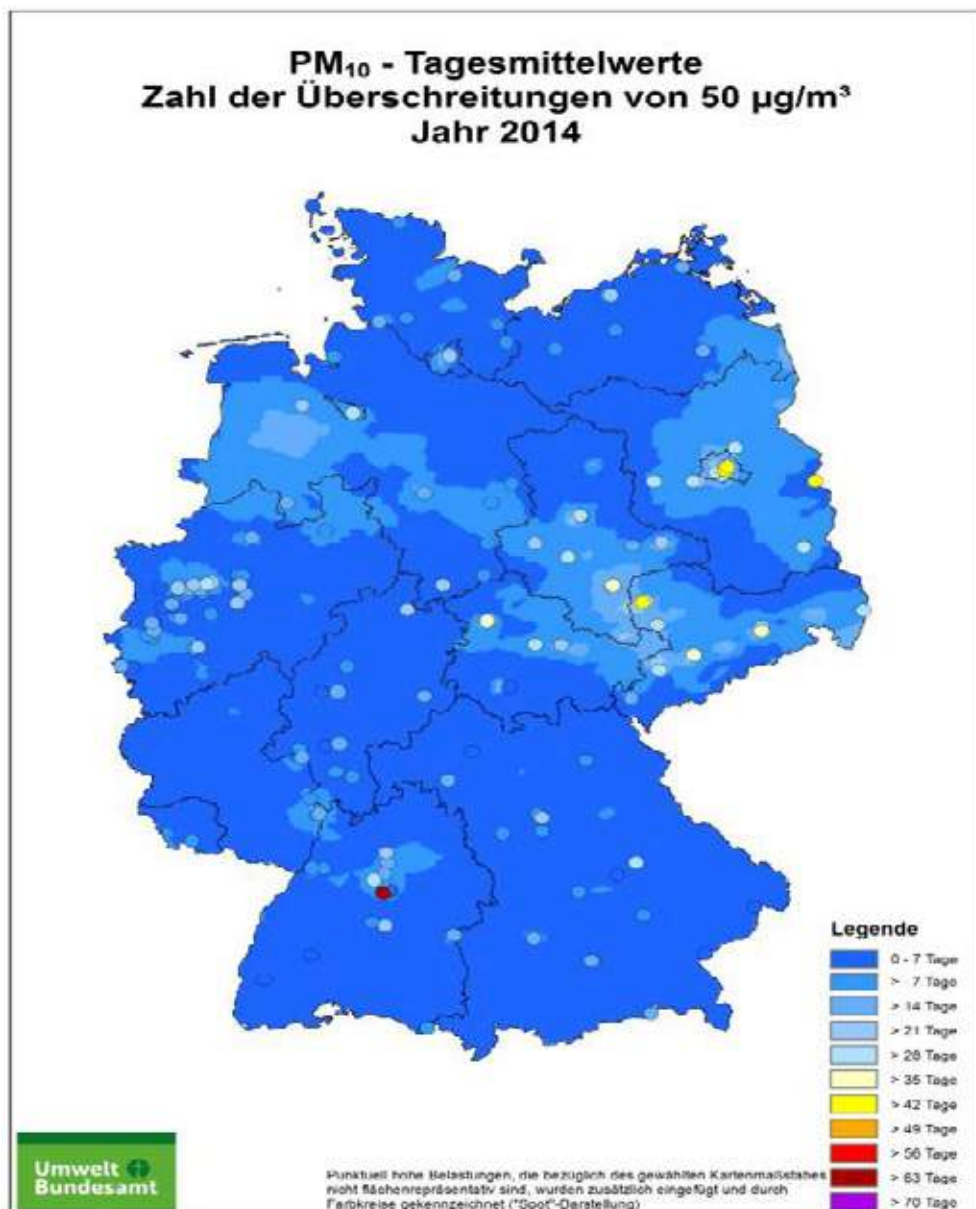 PM₁₀ - Tagesmittelwerte
Zahl der Überschreitungen von 50 µg/m³
Jahr 2014
Legende
0 - 7 Tage
> 7 Tage
> 14 Tage
> 21 Tage
> 28 Tage
> 35 Tage
> 42 Tage
> 49 Tage
> 56 Tage
> 63 Tage
> 70 Tage
Umwelt
Bundesamt
Punktuell hohe Belastungen, die bezüglich des gewählten Kartenmaßstabes
nicht flächenrepräsentativ sind, wurden zusätzlich eingefügt und durch
Farbkreise gekennzeichnet ("Spot"-Darstellung)